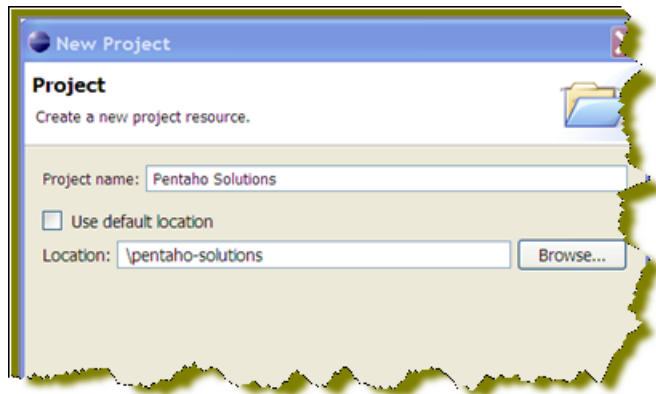 New Project
Project
Create a new project resource.
Project name: Pentaho Solutions
Use default location
Location: \pentaho-solutions Browse...